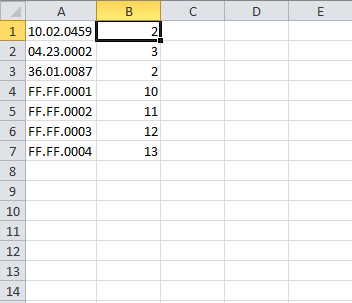 A B C D E
1 10.02.0459 2
2 04.23.0002 3
3 36.01.0087 2
4 FF.FF.0001 10
5 FF.FF.0002 11
6 FF.FF.0003 12
7 FF.FF.0004 13
8
9
10
11
12
13
14